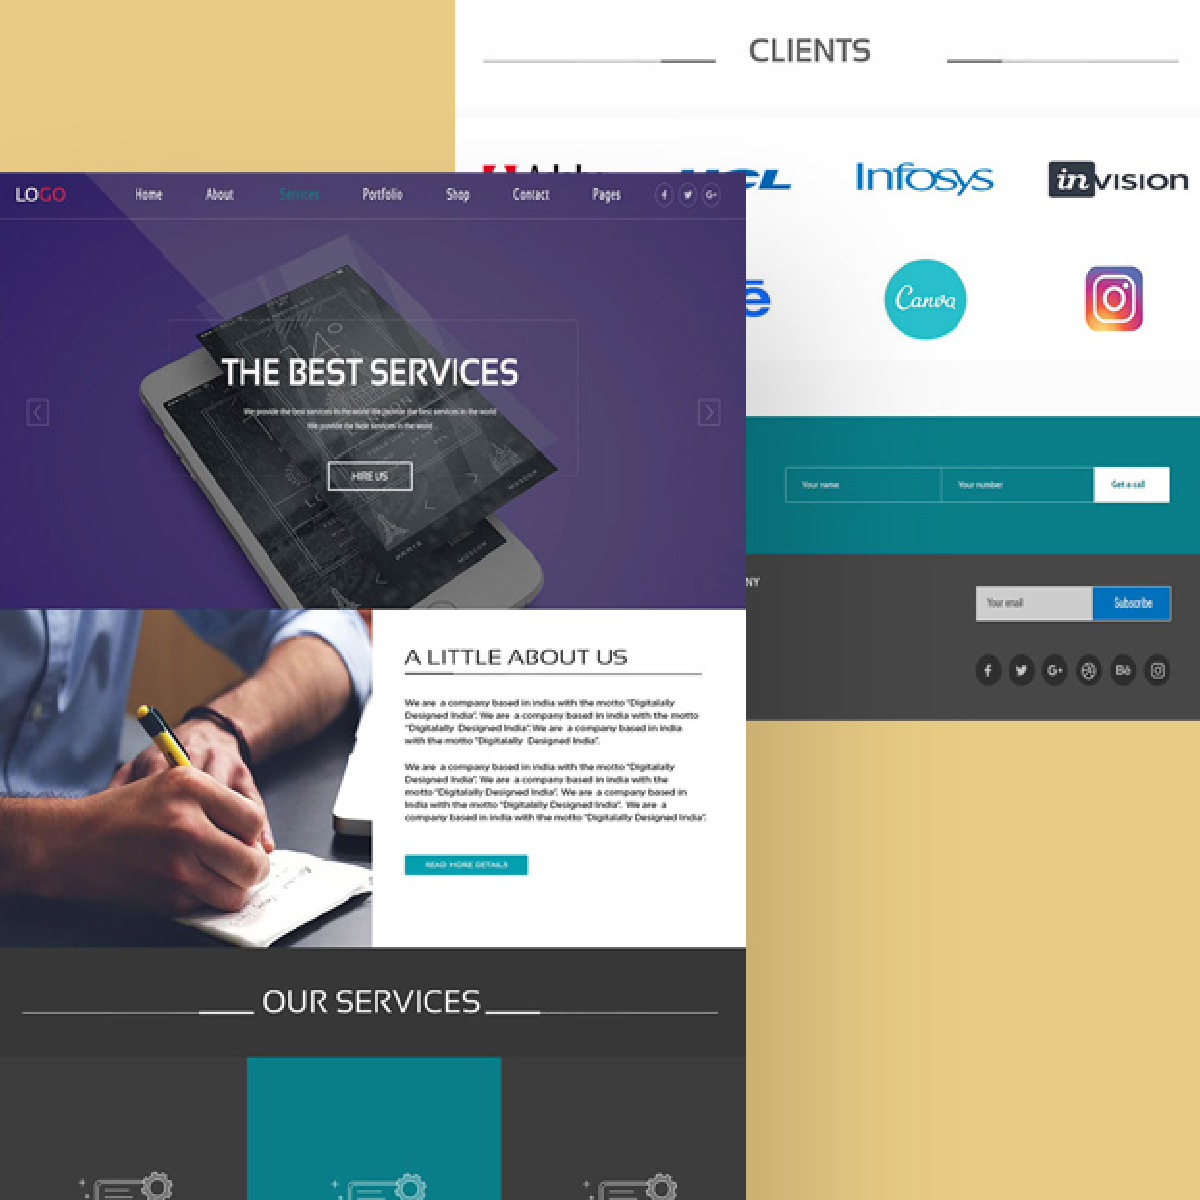 CLIENTS
Infosys
inVISION
Canva
LOGO
Home About Services Portfolio Shop Contact Pages
THE BEST SERVICES
We provide the best services in the world We provide the best services in the world
We provide the best services in the world
HIRE US
Your name Your number Get a call
NY
Your email Subscribe
Bē
A LITTLE ABOUT US
We are a company based in india with the motto "Digitalally
Designed India". We are a company based in india with the motto
"Digitalally Designed India". We are a company based in india
with the motto "Digitalally Designed India".
We are a company based in india with the motto "Digitalally
Designed India". We are a company based in india with the
motto "Digitalally Designed India". We are a company based in
India with the motto "Digitalally Designed India". We are a
company based in india with the motto "Digitalally Designed India".
READ MORE DETAILS
OUR SERVICES